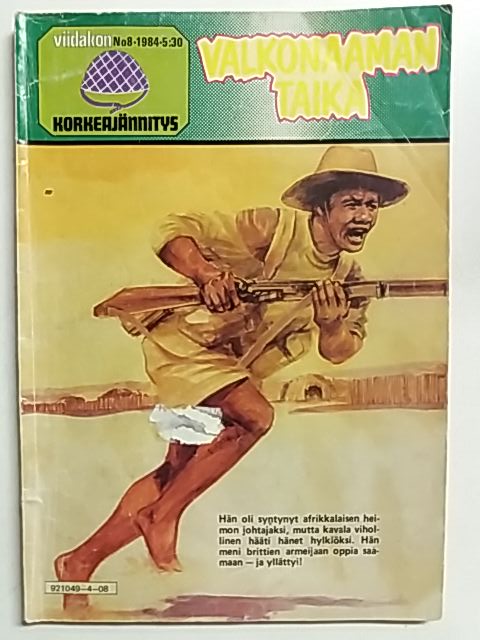 viidakon No8-1984-5:30
KORKEAJÄNNITYS
VALKONAAMAN
TAIKA
Hän oli syntynyt afrikkalaisen hei-
mon johtajaksi, mutta kavala vihol-
linen hääti hänet hylkiöksi. Hän
meni brittien armeijaan oppia saa-
maan — ja yllättyi!
921049—4—08